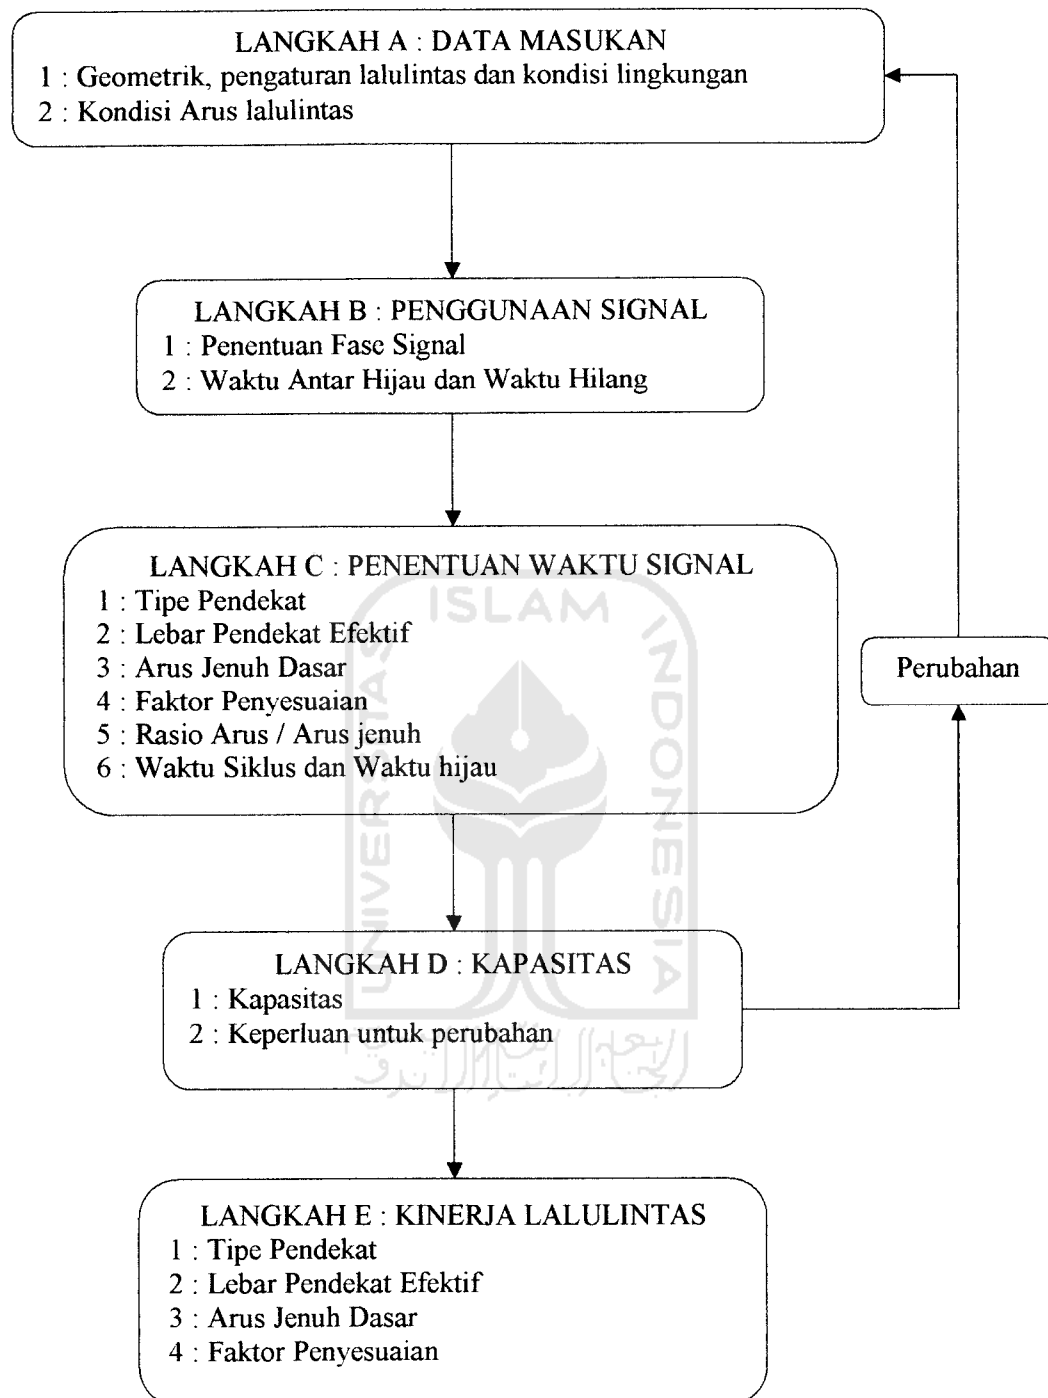 LANGKAH A : DATA MASUKAN
1 : Geometrik, pengaturan lalulintas dan kondisi lingkungan
2 : Kondisi Arus lalulintas
LANGKAH B : PENGGUNAAN SIGNAL
1 : Penentuan Fase Signal
2 : Waktu Antar Hijau dan Waktu Hilang
LANGKAH C : PENENTUAN WAKTU SIGNAL
1 : Tipe Pendekat
2 : Lebar Pendekat Efektif
3 : Arus Jenuh Dasar
4 : Faktor Penyesuaian
5 : Rasio Arus / Arus jenuh
6 : Waktu Siklus dan Waktu hijau
Perubahan
LANGKAH D : KAPASITAS
1 : Kapasitas
2 : Keperluan untuk perubahan
LANGKAH E : KINERJA LALULINTAS
1 : Tipe Pendekat
2 : Lebar Pendekat Efektif
3 : Arus Jenuh Dasar
4 : Faktor Penyesuaian
UNIVERSITAS
ISLAM
INDONESIA